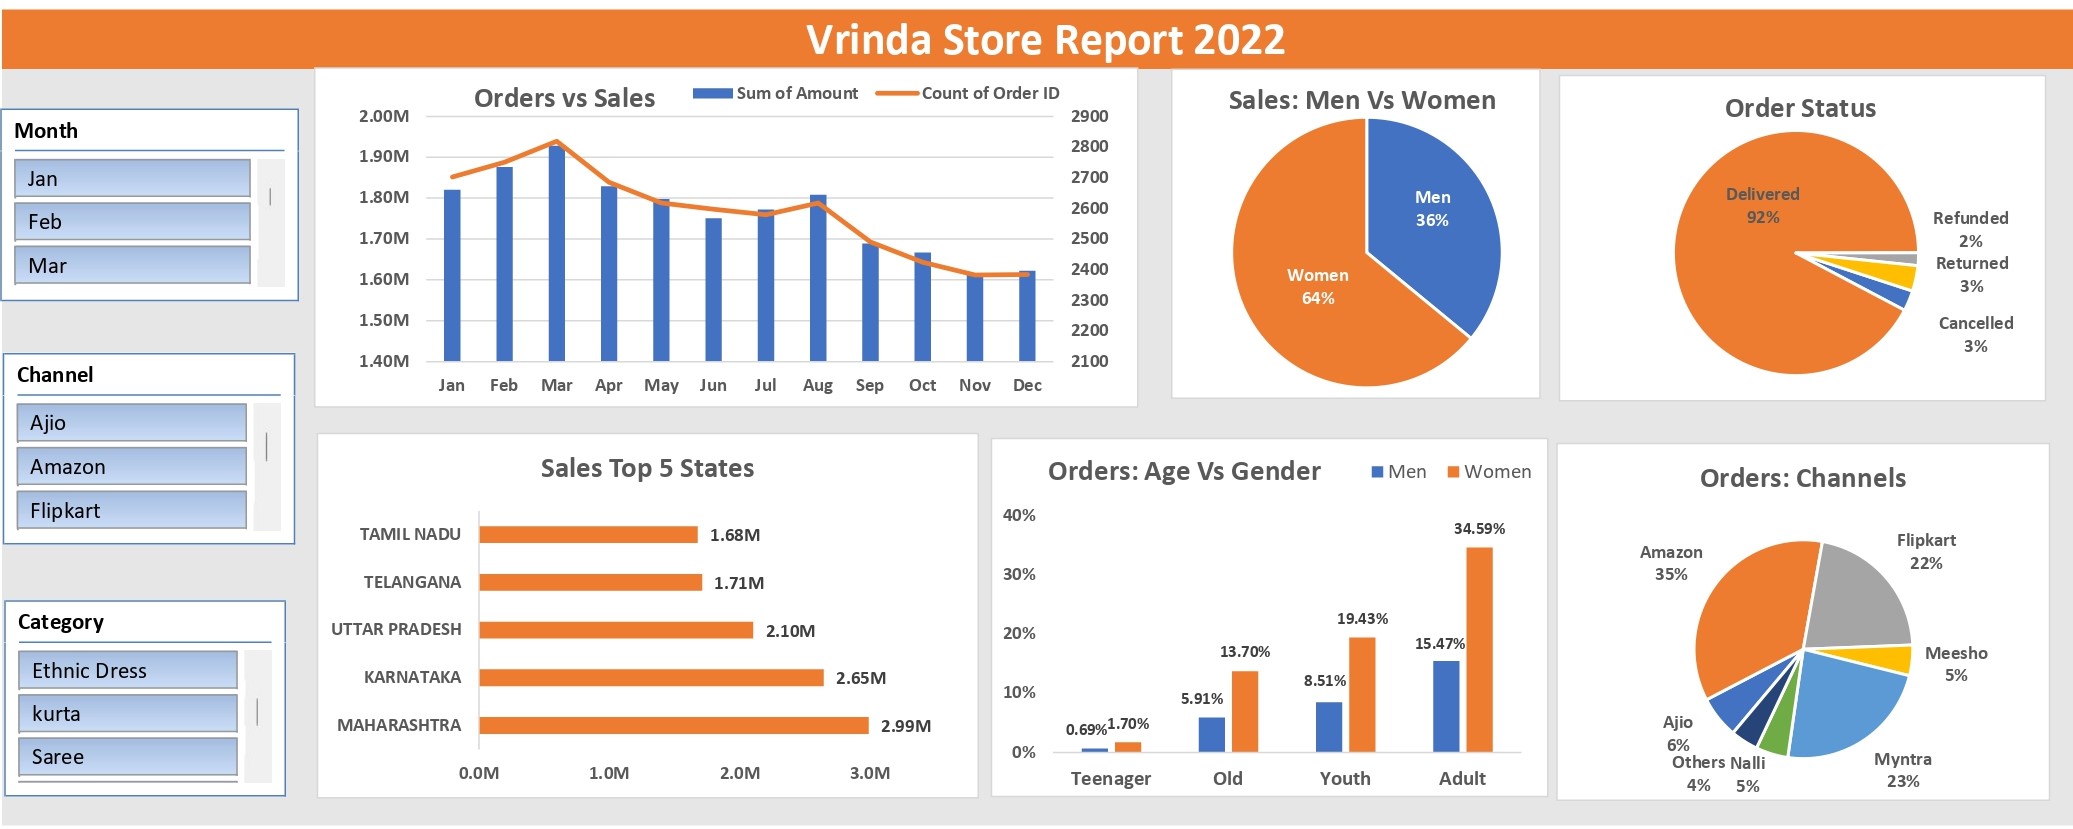 Vrinda Store Report 2022
Month
Jan
Feb
Mar
Channel
Ajio
Amazon
Flipkart
Category
Ethnic Dress
kurta
Saree
Orders vs Sales
Sum of Amount
Count of Order ID
2.00M
1.90M
1.80M
1.70M
1.60M
1.50M
1.40M
2900
2800
2700
2600
2500
2400
2300
2200
2100
Jan Feb Mar Apr May Jun Jul Aug Sep Oct Nov Dec
Sales: Men Vs Women
Men
36%
Women
64%
Order Status
Delivered
92%
Refunded
2%
Returned
3%
Cancelled
3%
Sales Top 5 States
TAMIL NADU 1.68M
TELANGANA 1.71M
UTTAR PRADESH 2.10M
KARNATAKA 2.65M
MAHARASHTRA 2.99M
0.0M 1.0M 2.0M 3.0M
Orders: Age Vs Gender
Men
Women
40%
30%
20%
10%
0%
0.69% 1.70%
5.91% 13.70%
8.51% 19.43%
15.47% 34.59%
Teenager Old Youth Adult
Orders: Channels
Amazon
35%
Flipkart
22%
Meesho
5%
Myntra
23%
Nalli
5%
Others
4%
Ajio
6%